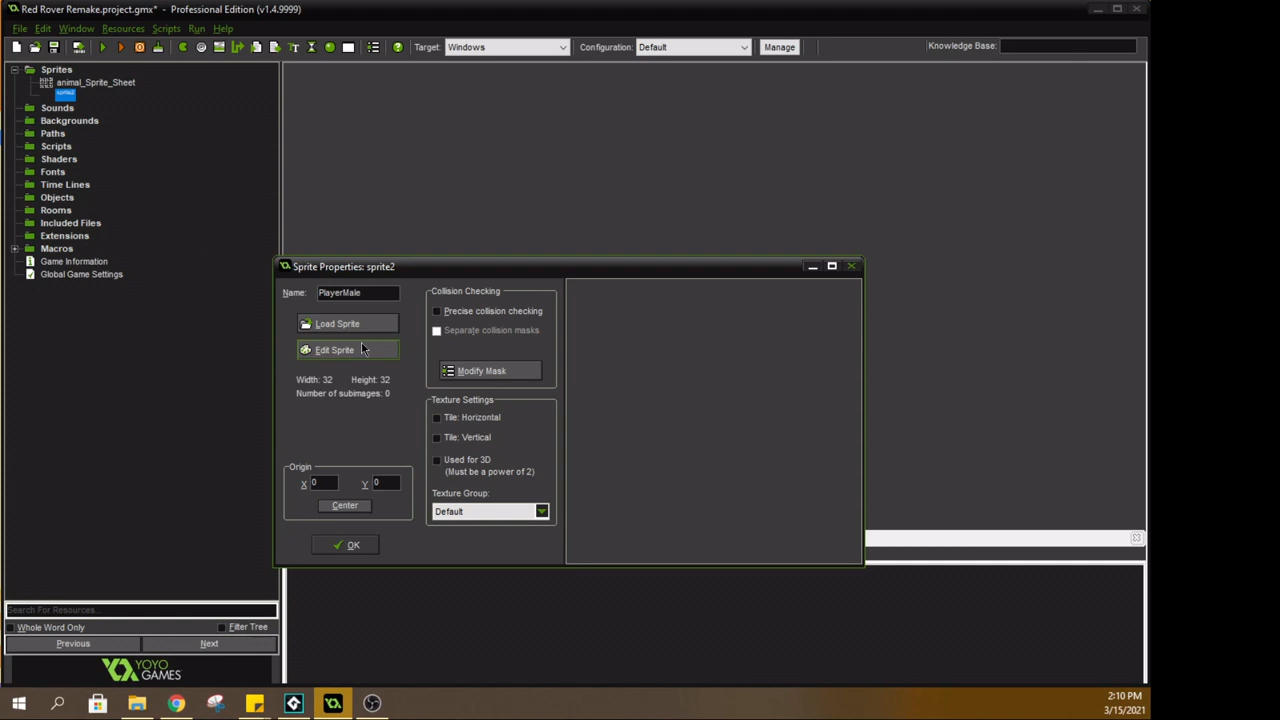 Red Rover Remake.project.gmx* - Professional Edition (v1.4.9999)
File Edit Window Resources Scripts Run Help
Target: Windows Configuration: Default Manage Knowledge Base:
Sprites
animal_Sprite_Sheet
sprite2
Sounds
Backgrounds
Paths
Scripts
Shaders
Fonts
Time Lines
Objects
Rooms
Included Files
Extensions
Macros
Game Information
Global Game Settings
Sprite Properties: sprite2
Name: PlayerMale
Load Sprite
Edit Sprite
Width: 32 Height: 32
Number of subimages: 0
Origin
X 0 Y 0
Center
OK
Collision Checking
Precise collision checking
Separate collision masks
Modify Mask
Texture Settings
Tile: Horizontal
Tile: Vertical
Used for 3D
(Must be a power of 2)
Texture Group:
Default
Search For Resources...
Whole Word Only Filter Tree
Previous Next
YOYO
GAMES
2:10 PM
3/15/2021